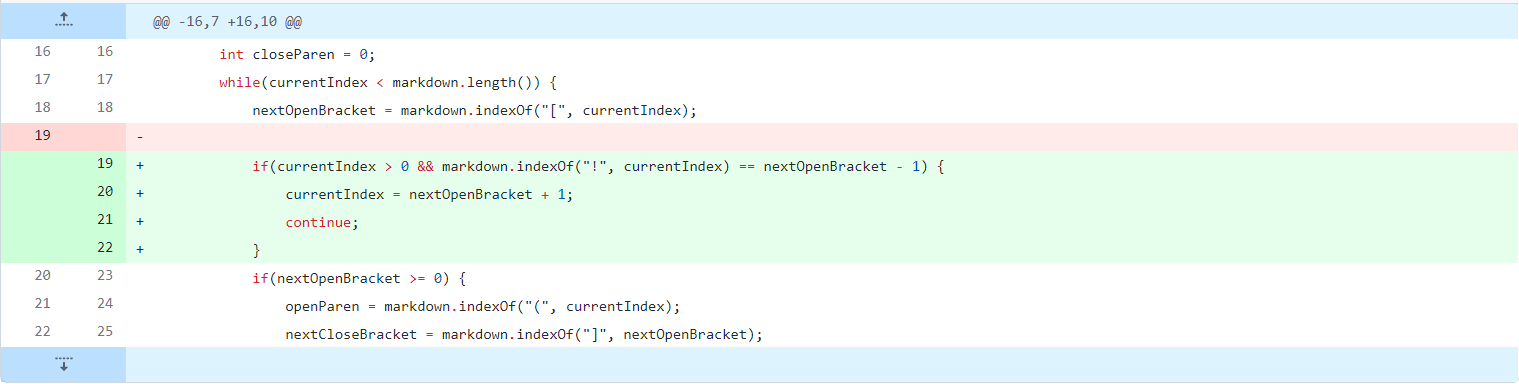 @@ -16,7 +16,10 @@
16 16 int closeParen = 0;
17 17 while(currentIndex < markdown.length()) {
18 18 nextOpenBracket = markdown.indexOf("[", currentIndex);
19 -
19 + if(currentIndex > 0 && markdown.indexOf("!", currentIndex) == nextOpenBracket - 1) {
20 + currentIndex = nextOpenBracket + 1;
21 + continue;
22 + }
20 23 if(nextOpenBracket >= 0) {
21 24 openParen = markdown.indexOf("(", currentIndex);
22 25 nextCloseBracket = markdown.indexOf("]", nextOpenBracket);